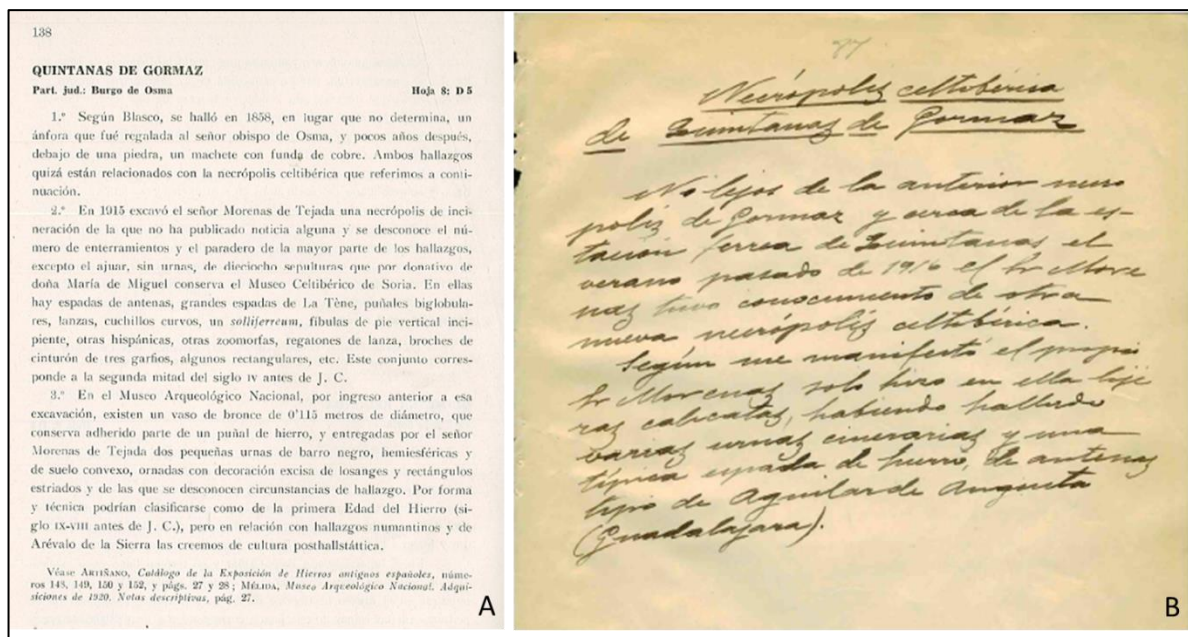 138
QUINTANAS DE GORMAZ
Part. jud.: Burgo de Osma Hoja 8: D 5
1.º Según Blasco, se halló en 1858, en lugar que no determina, un
ánfora que fué regalada al señor obispo de Osma, y pocos años después,
debajo de una piedra, un machete con funda de cobre. Ambos hallazgos
quizá están relacionados con la necrópolis celtibérica que referimos a conti-
nuación.
2.º En 1915 excavó el señor Morenas de Tejada una necrópolis de inci-
neración de la que no ha publicado noticia alguna y se desconoce el nú-
mero de enterramientos y el paradero de la mayor parte de los hallazgos,
excepto el ajuar, sin urnas, de dieciocho sepulturas que por donativo de
doña María de Miguel conserva el Museo Celtibérico de Soria. En ellas
hay espadas de antenas, grandes espadas de La Tène, puñales biglobula-
res, lanzas, cuchillos curvos, un solliferreum, fíbulas de pie vertical inci-
piente, otras hispánicas, otras zoomorfas, regatones de lanza, broches de
cinturón de tres garfios, algunos rectangulares, etc. Este conjunto corres-
ponde a la segunda mitad del siglo IV antes de J. C.
3.º En el Museo Arqueológico Nacional, por ingreso anterior a esa
excavación, existen un vaso de bronce de 0'115 metros de diámetro, que
conserva adherido parte de un puñal de hierro, y entregadas por el señor
Morenas de Tejada dos pequeñas urnas de barro negro, hemiesféricas y
de suelo convexo, ornadas con decoración excisa de losanges y rectángulos
estriados y de las que se desconocen circunstancias de hallazgo. Por forma
y técnica podrían clasificarse como de la primera Edad del Hierro (si-
glo IX-VIII antes de J. C.), pero en relación con hallazgos numantinos y de
Arévalo de la Sierra las creemos de cultura posthallstáttica.
Véase ARTIÑANO, Catálogo de la Exposición de Hierros antiguos españoles, núme-
ros 148, 149, 150 y 152, y págs. 27 y 28; MÉLIDA, Museo Arqueológico Nacional. Adqui-
siciones de 1920. Notas descriptivas, pág. 27.
A
Necrópolis celtibérica
de Quintanas de Gormaz
No lejos de la anterior necro
polis de Gormaz y cerca de la es-
tación ferrea de Quintanas el
verano pasado de 1916 el Sr More
nas tuvo conocimiento de otra
nueva necrópolis celtibérica.
Según me manifestó el propio
Sr Morenas solo hizo en ella lije
ras calicatas, habiendo hallado
varias urnas cinerarias y una
típica espada de hierro, de antenas
tipo de Aguilar de Anguita
(Guadalajara).
B